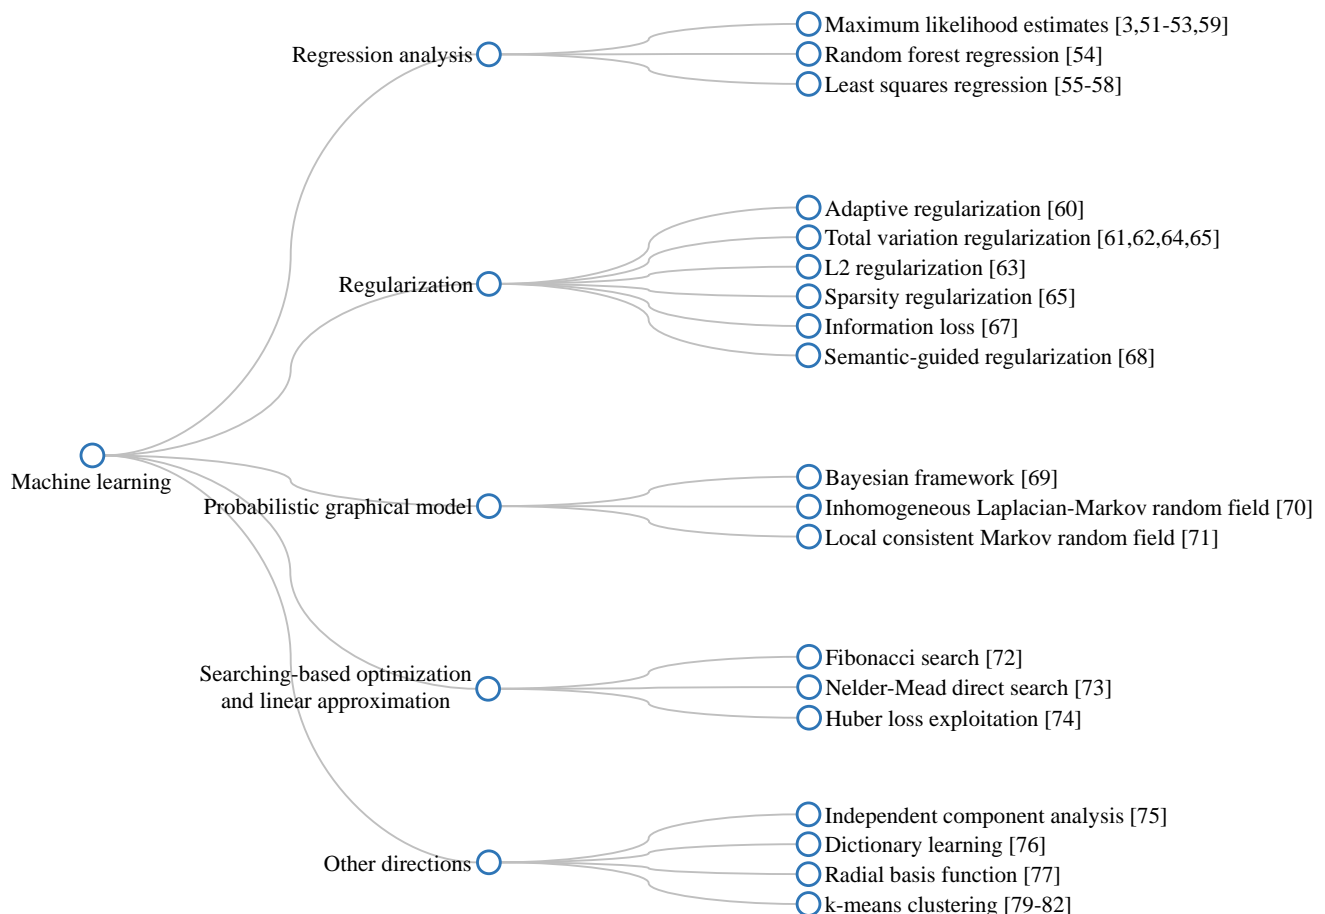 Maximum likelihood estimates [3,51-53,59]
Regression analysis
Random forest regression [54]
Least squares regression [55-58]
Adaptive regularization [60]
Total variation regularization [61,62,64,65]
L2 regularization [63]
Regularization
Sparsity regularization [65]
Information loss [67]
Semantic-guided regularization [68]
Machine learning
Bayesian framework [69]
Probabilistic graphical model
Inhomogeneous Laplacian-Markov random field [70]
Local consistent Markov random field [71]
Fibonacci search [72]
Searching-based optimization
and linear approximation
Nelder-Mead direct search [73]
Huber loss exploitation [74]
Independent component analysis [75]
Dictionary learning [76]
Other directions
Radial basis function [77]
k-means clustering [79-82]